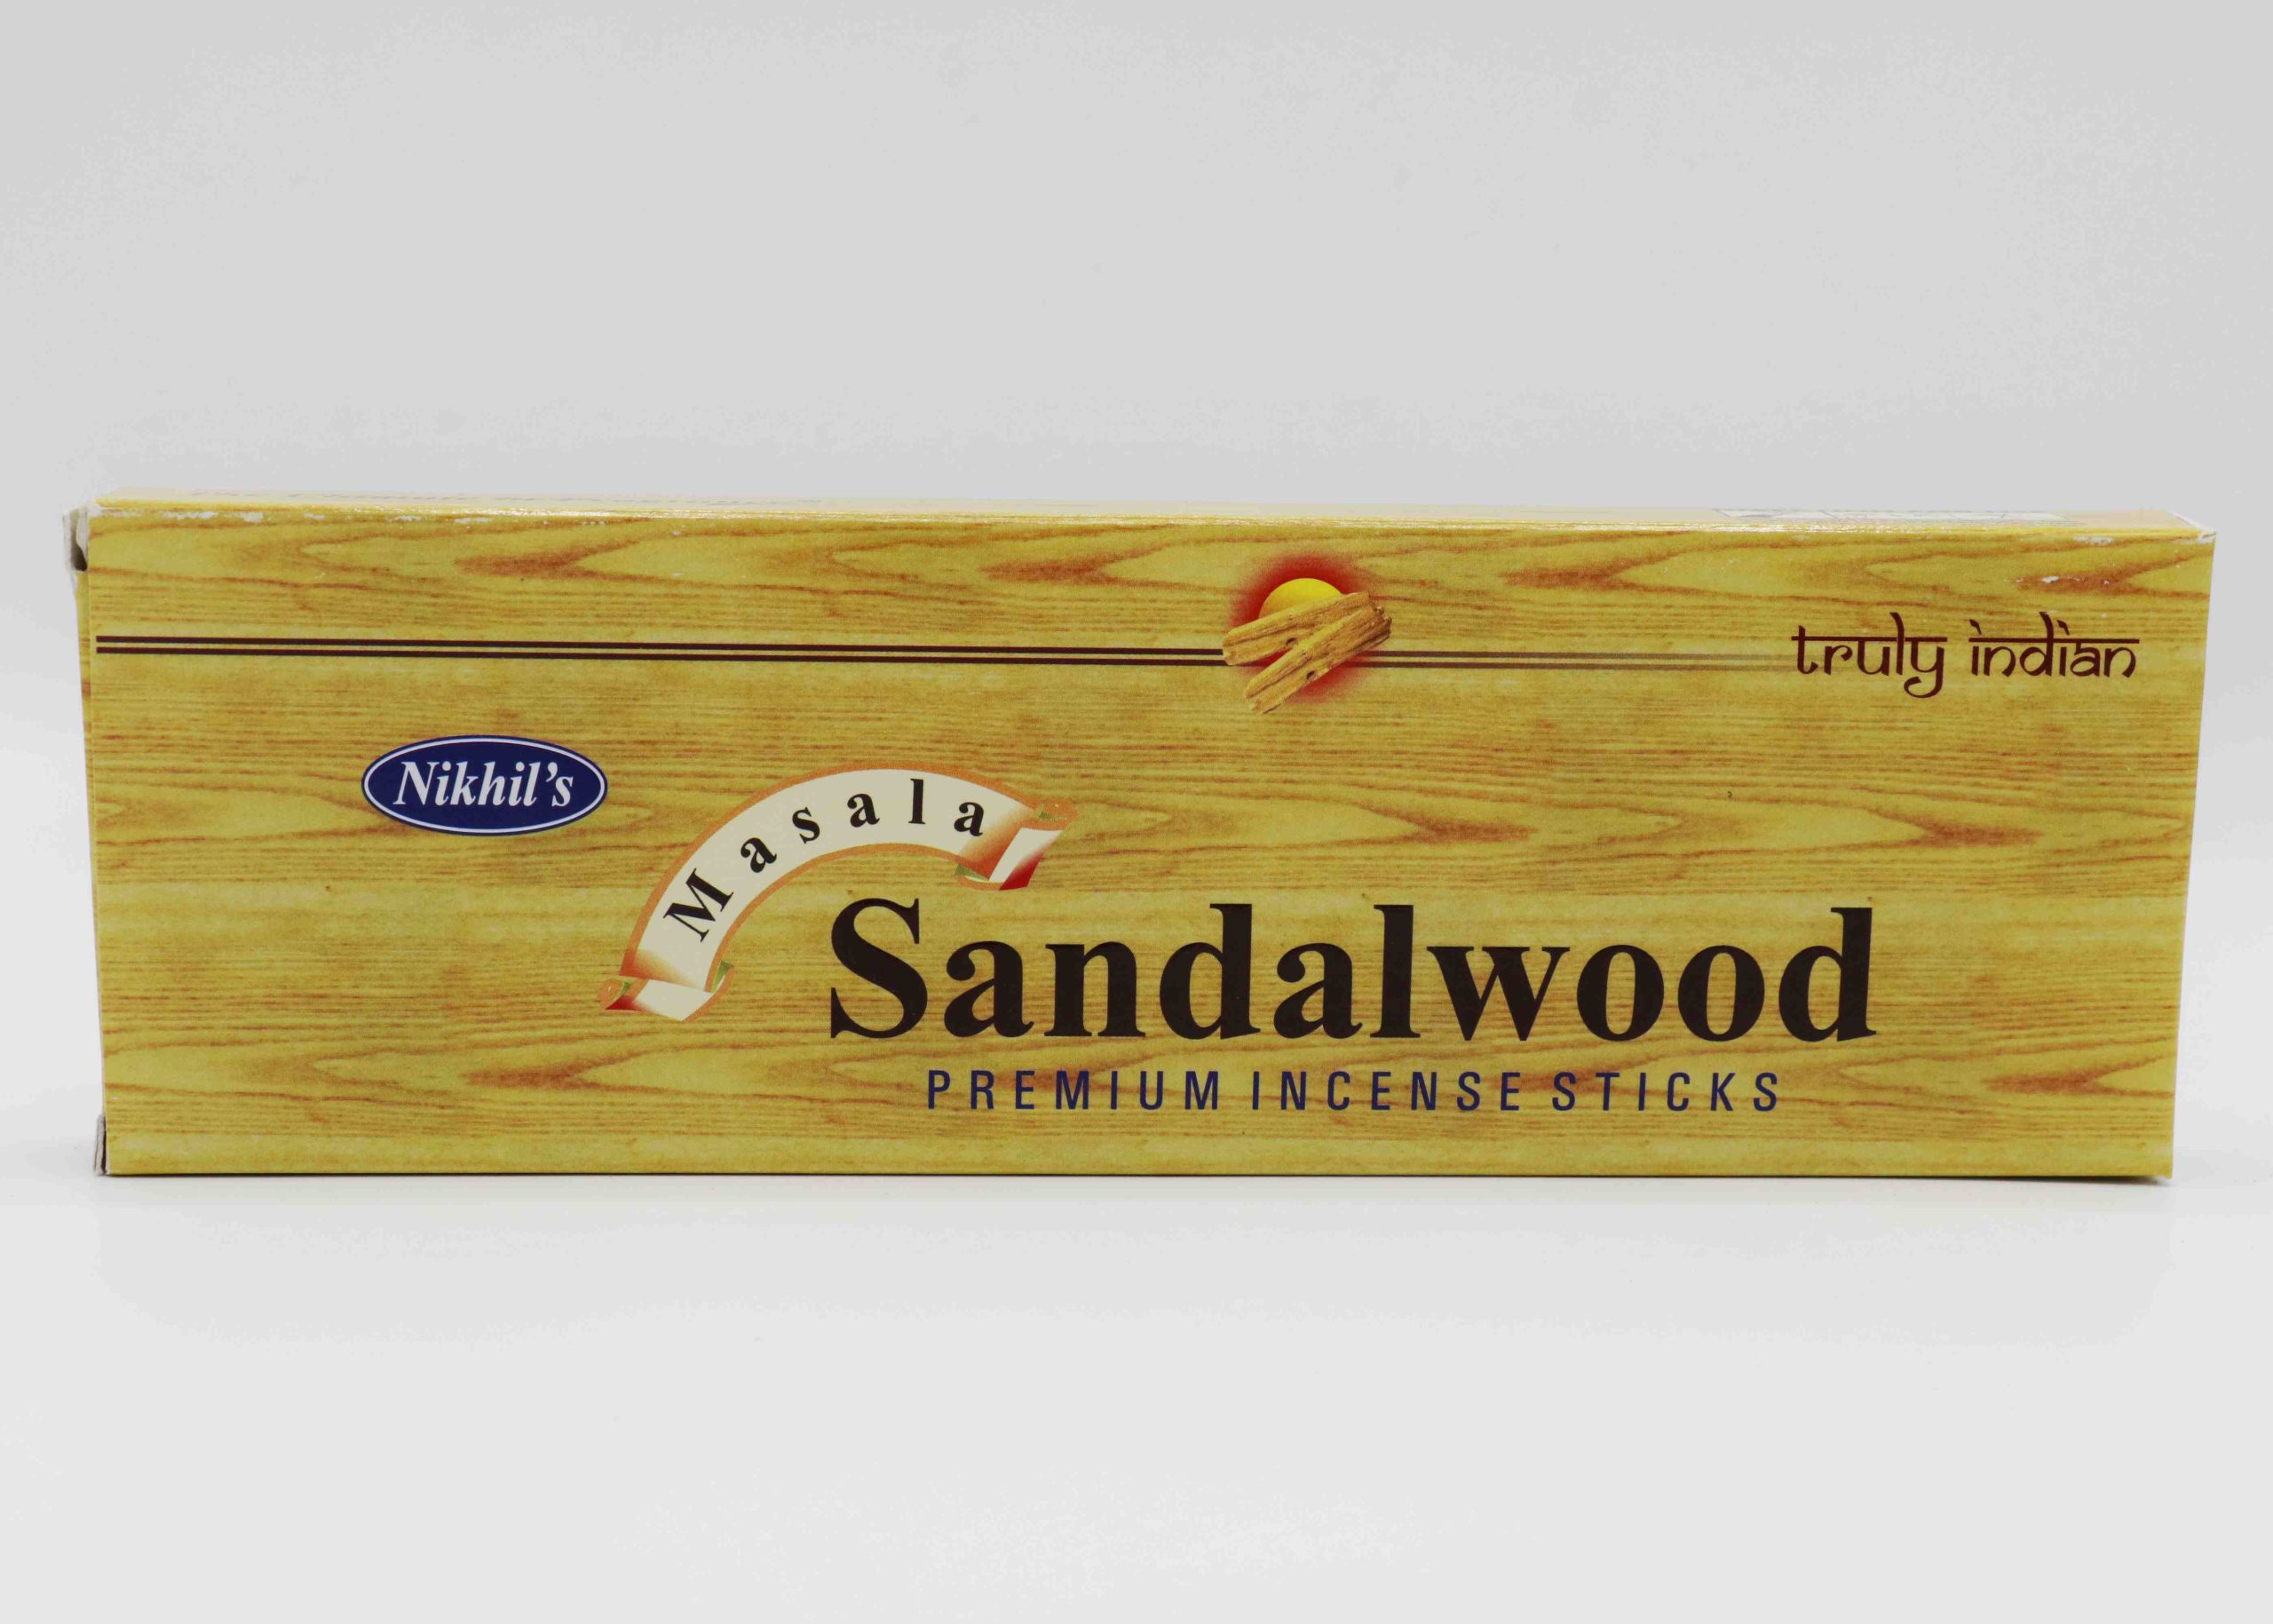 truly indian
Nikhil's
Masala
Sandalwood
PREMIUM INCENSE STICKS